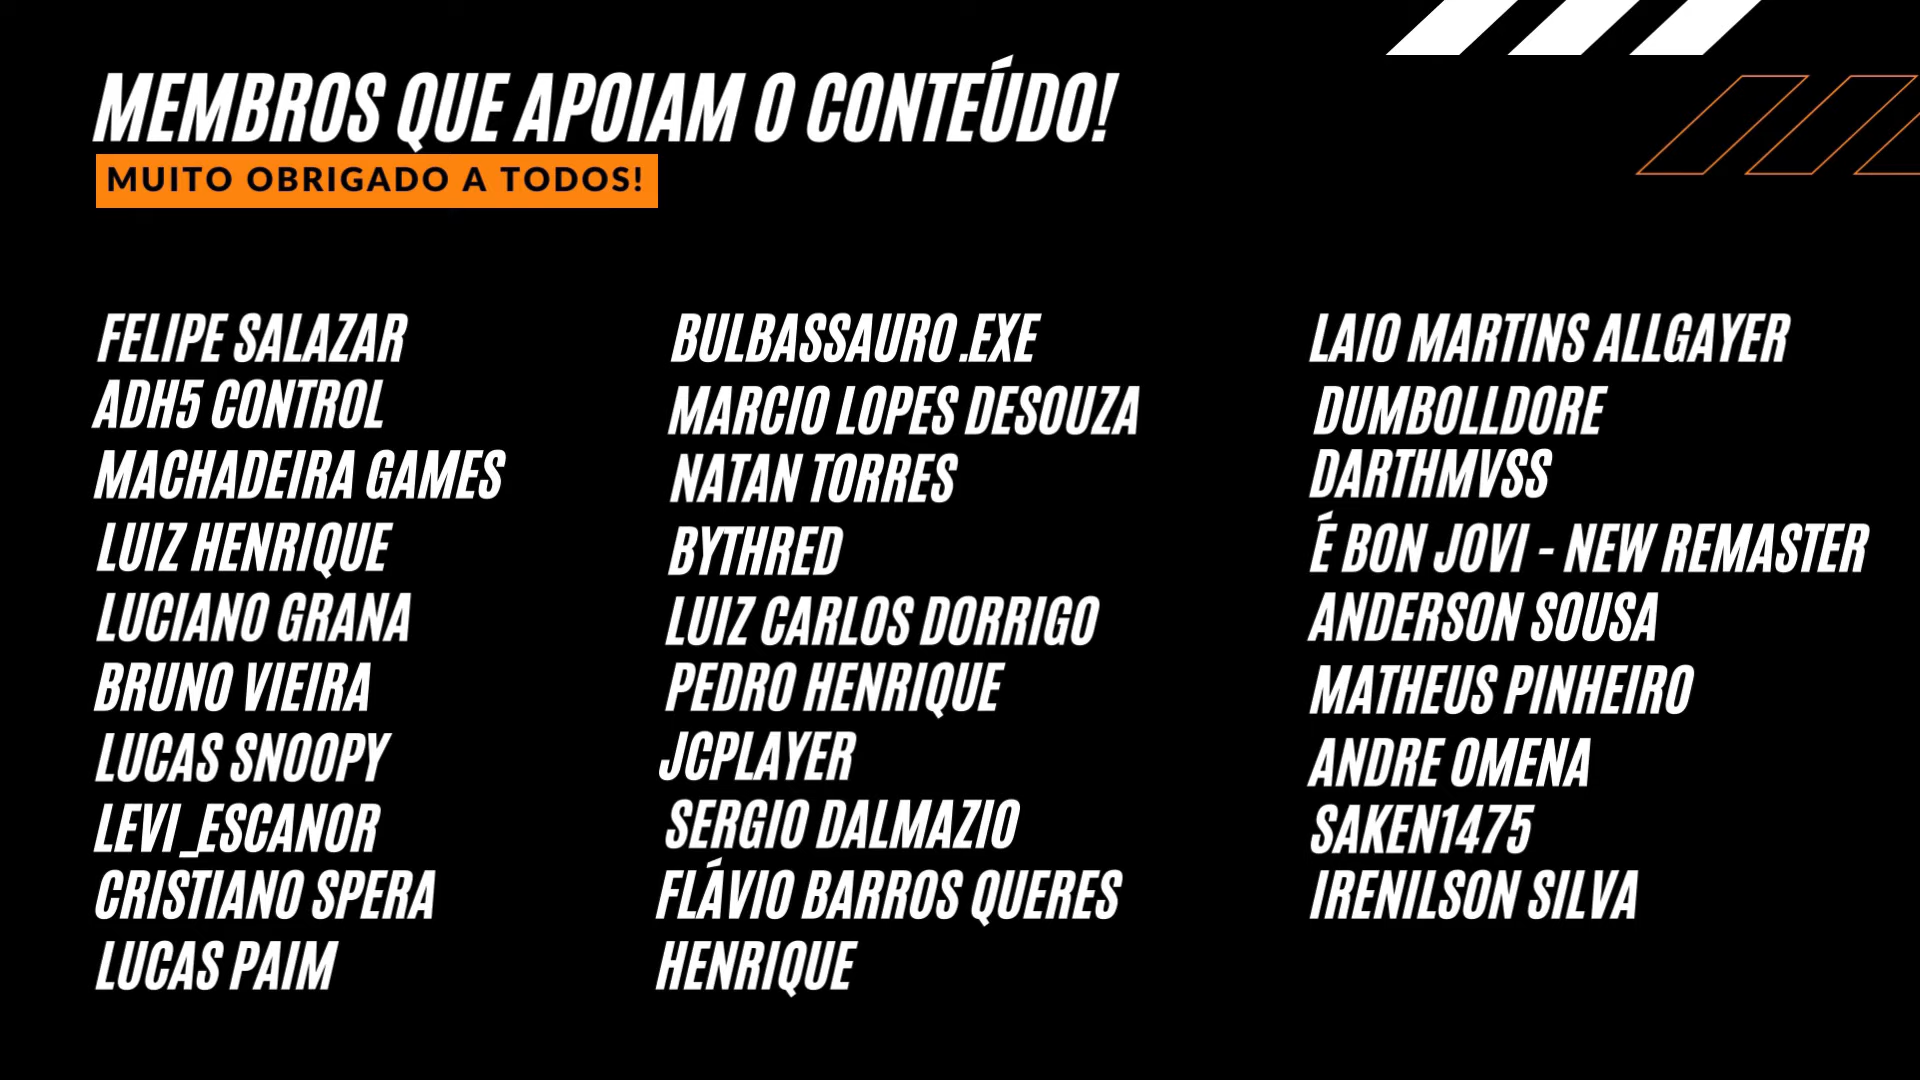 MEMBROS QUE APOIAM O CONTEÚDO!
MUITO OBRIGADO A TODOS!
FELIPE SALAZAR
ADH5 CONTROL
MACHADEIRA GAMES
LUIZ HENRIQUE
LUCIANO GRANA
BRUNO VIEIRA
LUCAS SNOOPY
LEVI_ESCANOR
CRISTIANO SPERA
LUCAS PAIM
BULBASSAURO.EXE
MARCIO LOPES DESOUZA
NATAN TORRES
BYTHRED
LUIZ CARLOS DORRIGO
PEDRO HENRIQUE
JCPLAYER
SERGIO DALMAZIO
FLÁVIO BARROS QUERES
HENRIQUE
LAIO MARTINS ALLGAYER
DUMBOLLDORE
DARTHMVSS
É BON JOVI - NEW REMASTER
ANDERSON SOUSA
MATHEUS PINHEIRO
ANDRE OMENA
SAKEN1475
IRENILSON SILVA